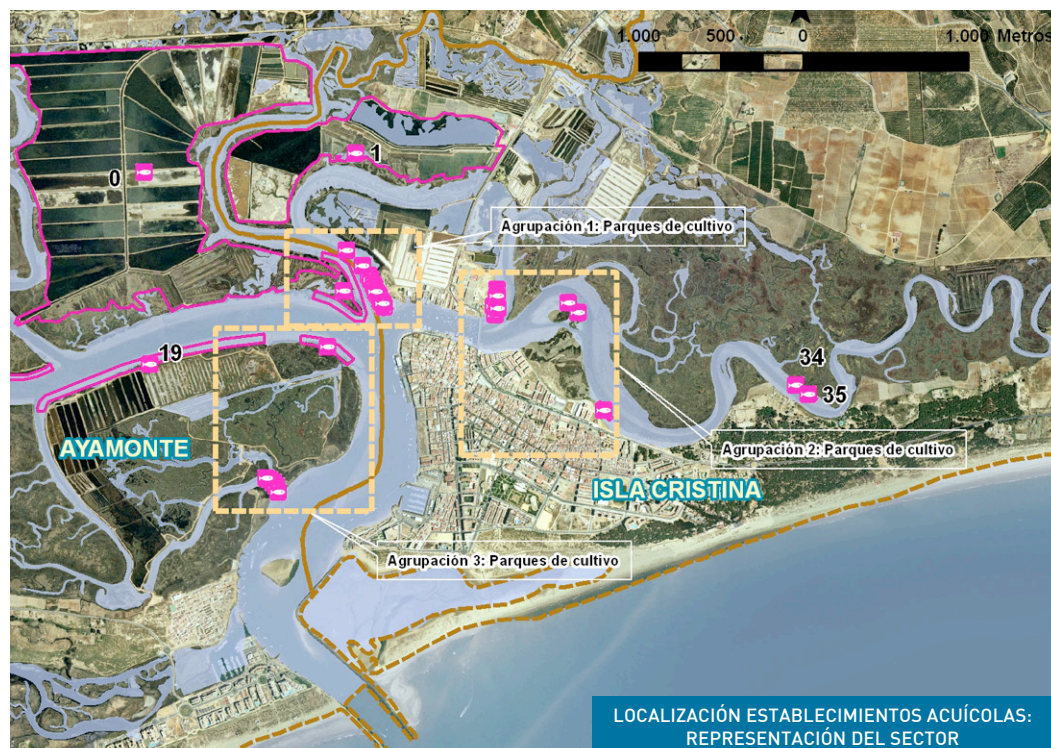 1.000 500 0 1.000 Metros
1
0
Agrupación 1: Parques de cultivo
19
34
35
AYAMONTE
Agrupación 2: Parques de cultivo
ISLA CRISTINA
Agrupación 3: Parques de cultivo
LOCALIZACIÓN ESTABLECIMIENTOS ACUÍCOLAS:
REPRESENTACIÓN DEL SECTOR